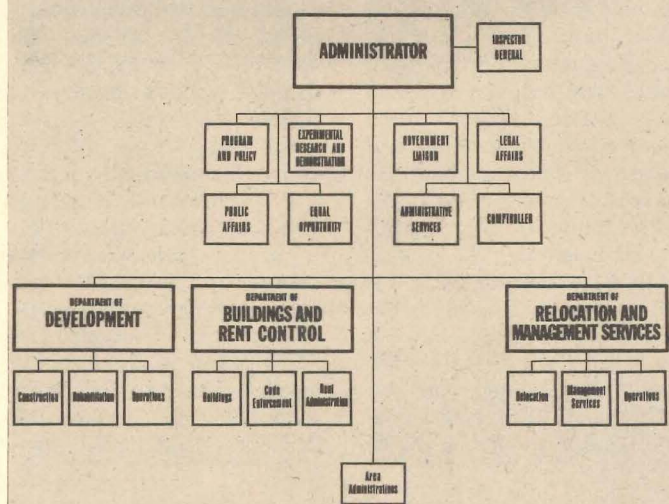 ADMINISTRATOR
INSPECTOR
GENERAL
PROGRAM
AND POLICY
EXPERIMENTAL
RESEARCH AND
DEMONSTRATION
GOVERNMENT
LIAISON
LEGAL
AFFAIRS
PUBLIC
AFFAIRS
EQUAL
OPPORTUNITY
ADMINISTRATIVE
SERVICES
COMPTROLLER
DEPARTMENT OF
DEVELOPMENT
DEPARTMENT OF
BUILDINGS AND
RENT CONTROL
DEPARTMENT OF
RELOCATION AND
MANAGEMENT SERVICES
Construction
Rehabilitation
Operations
Buildings
Code
Enforcement
Rent
Administration
Relocation
Management
Services
Operations
Area
Administrations